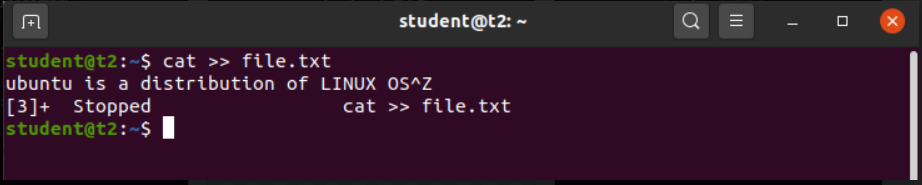 student@t2: ~
student@t2:~$ cat >> file.txt
ubuntu is a distribution of LINUX OS^Z
[3]+  Stopped                 cat >> file.txt
student@t2:~$